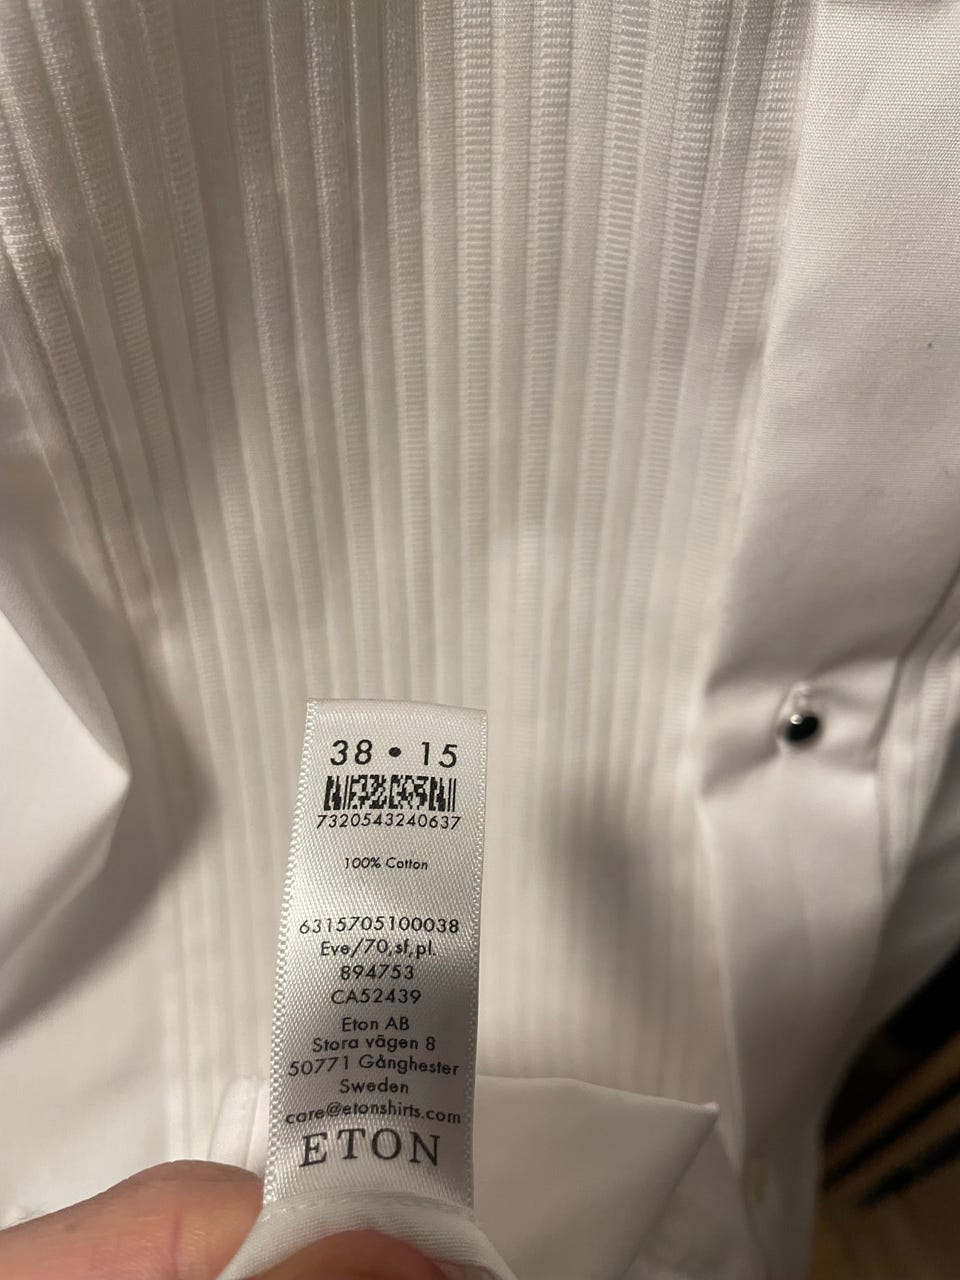 38 • 15
7320543240637
100% Cotton
6315705100038
Eve/70,sf,pl.
894753
CA52439
Eton AB
Stora vägen 8
50771 Gånghester
Sweden
care@etonshirts.com
ETON